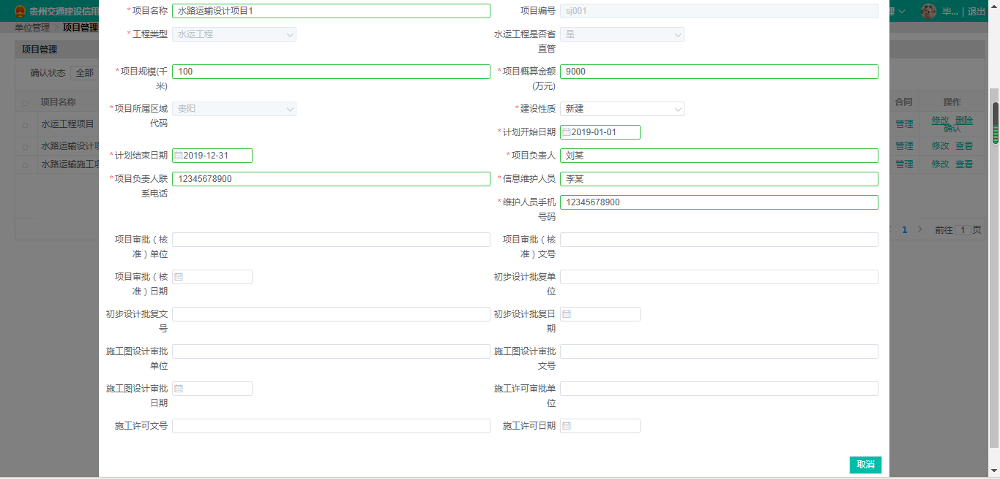 贵州交通建设信用
理
毕... | 退出
单位管理 > 项目管理
项目管理
确认状态 全部
项目名称
合同 操作
水运工程项目
管理 修改 删除
确认
水路运输设计项
管理 修改 查看
水路运输施工项
管理 修改 查看
1 > 前往 1 页
*项目名称 水路运输设计项目1 项目编号 sj001
*工程类型 水运工程 水运工程是否省
直管 是
*项目规模(千
米) 100 *项目概算金额
(万元) 9000
*项目所属区域
代码 贵阳 *建设性质 新建
*计划开始日期 2019-01-01
*计划结束日期 2019-12-31 *项目负责人 刘某
*项目负责人联
系电话 12345678900 *信息维护人员 李某
*维护人员手机
号码 12345678900
项目审批（核
准）单位 项目审批（核
准）文号
项目审批（核
准）日期 初步设计批复单
位
初步设计批复文
号 初步设计批复日
期
施工图设计审批
单位 施工图设计审批
文号
施工图设计审批
日期 施工许可审批单
位
施工许可文号 施工许可日期
取消